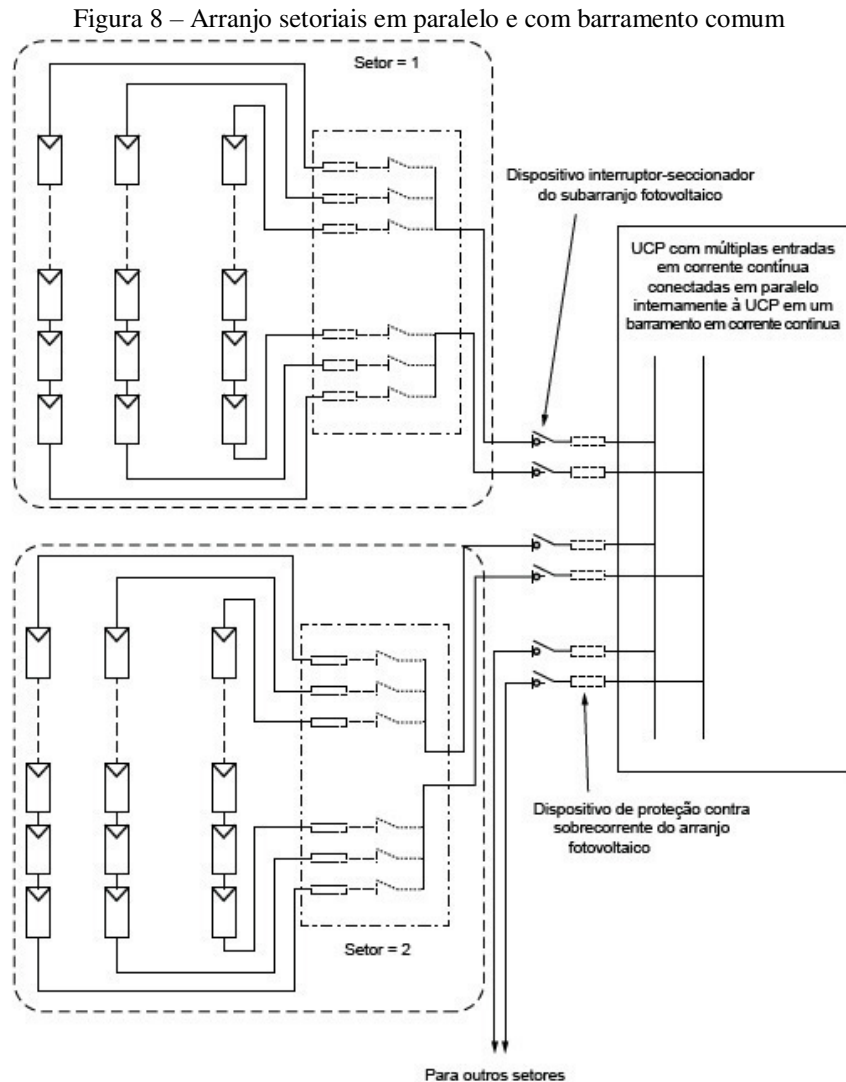 Figura 8 – Arranjo setoriais em paralelo e com barramento comum
Setor = 1
Dispositivo interruptor-seccionador
do subarranjo fotovoltaico
UCP com múltiplas entradas
em corrente contínua
conectadas em paralelo
internamente à UCP em um
barramento em corrente continua
Dispositivo de proteção contra
sobrecorrente do arranjo
fotovoltaico
Setor = 2
Para outros setores